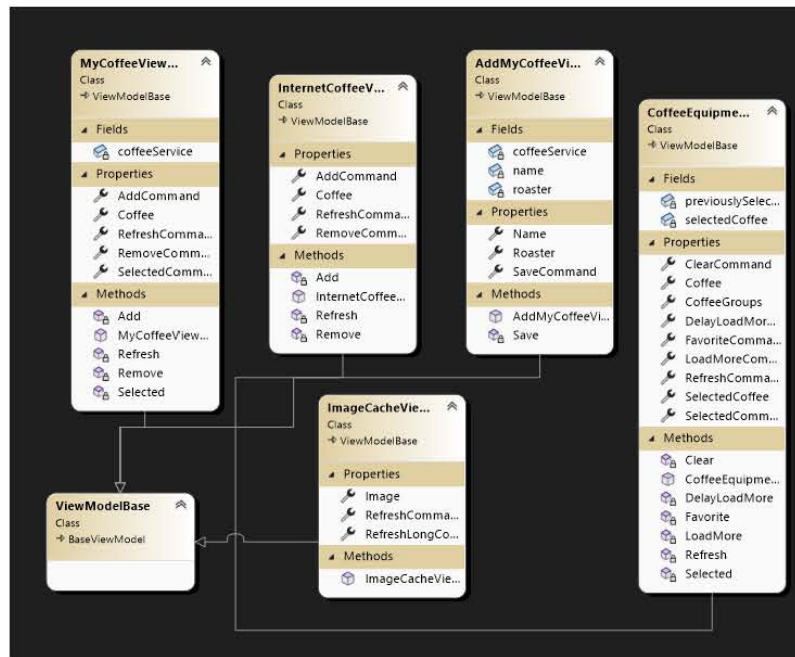 MyCoffeeView...
Class
ViewModelBase
Fields
coffeeService
Properties
AddCommand
Coffee
RefreshComma...
RemoveComm...
SelectedComm...
Methods
Add
MyCoffeeView...
Refresh
Remove
Selected
InternetCoffeeV...
Class
ViewModelBase
Properties
AddCommand
Coffee
RefreshComma...
RemoveComm...
Methods
Add
InternetCoffee...
Refresh
Remove
AddMyCoffeeVi...
Class
ViewModelBase
Fields
coffeeService
name
roaster
Properties
Name
Roaster
SaveCommand
Methods
AddMyCoffeeVi...
Save
CoffeeEquipme...
Class
ViewModelBase
Fields
previouslySelec...
selectedCoffee
Properties
ClearCommand
Coffee
CoffeeGroups
DelayLoadMor...
FavoriteComma...
LoadMoreCom...
RefreshComma...
SelectedCoffee
SelectedComm...
Methods
Clear
CoffeeEquipme...
DelayLoadMore
Favorite
LoadMore
Refresh
Selected
ImageCacheVie...
Class
ViewModelBase
Properties
Image
RefreshComma...
RefreshLongCo...
Methods
ImageCacheVie...
ViewModelBase
Class
BaseViewModel